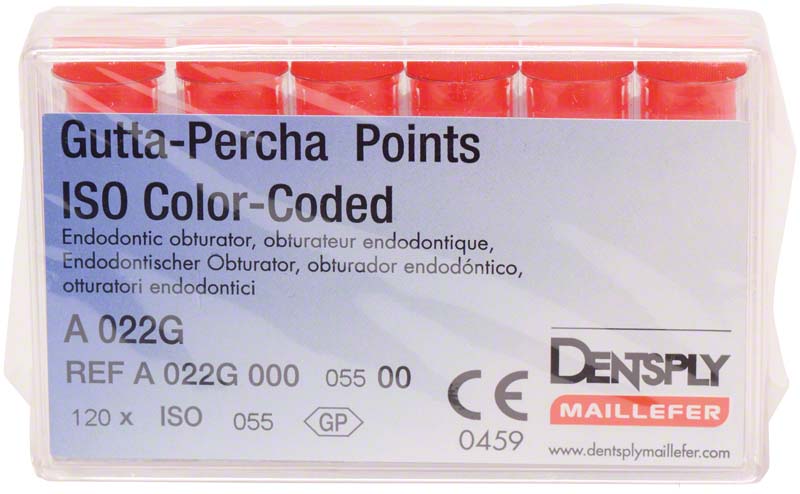 Gutta-Percha Points
ISO Color-Coded
Endodontic obturator, obturateur endodontique,
Endodontischer Obturator, obturador endodóntico,
otturatori endodontici
A 022G
REF A 022G 000 055 00
120 x ISO 055 GP
CE
0459
DENTSPLY
MAILLEFER
www.dentsplymaillefer.com